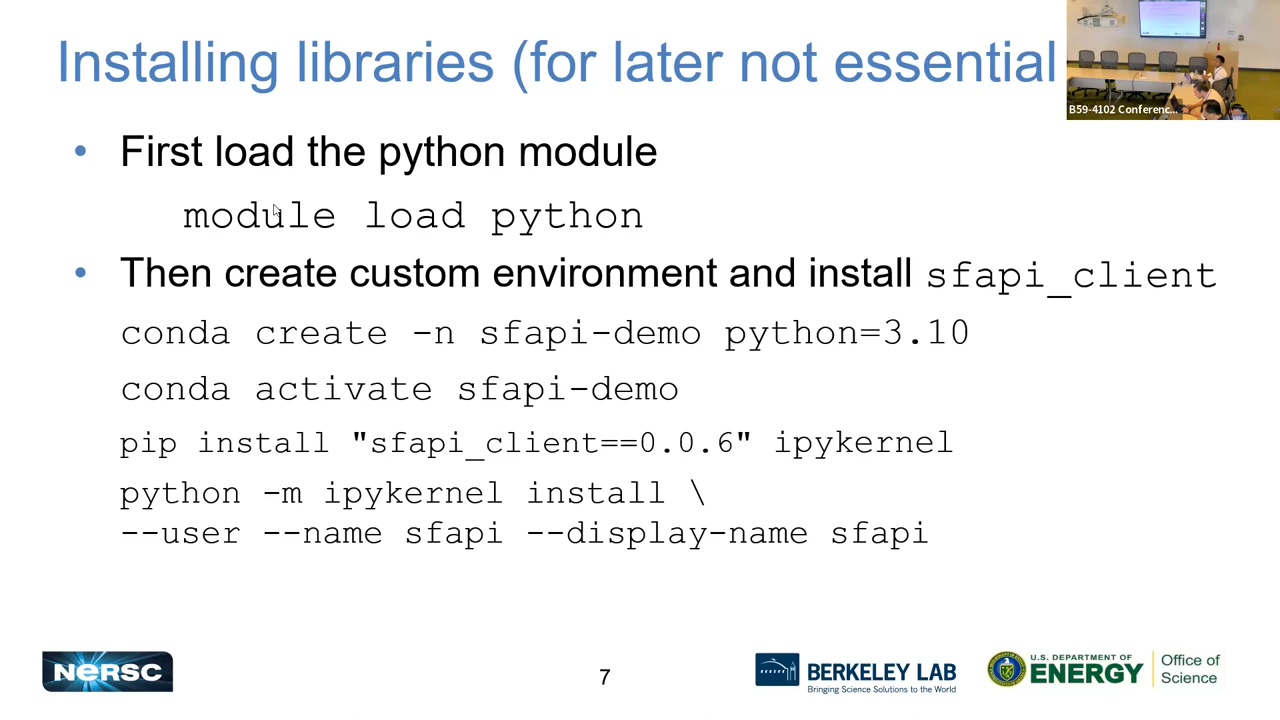 Installing libraries (for later not essential
B59-4102 Conferenc...
• First load the python module
module load python
• Then create custom environment and install sfapi_client
conda create -n sfapi-demo python=3.10
conda activate sfapi-demo
pip install "sfapi_client==0.0.6" ipykernel
python -m ipykernel install \
--user --name sfapi --display-name sfapi
NERSC
7
BERKELEY LAB
Bringing Science Solutions to the World
U.S. DEPARTMENT OF
ENERGY
Office of
Science